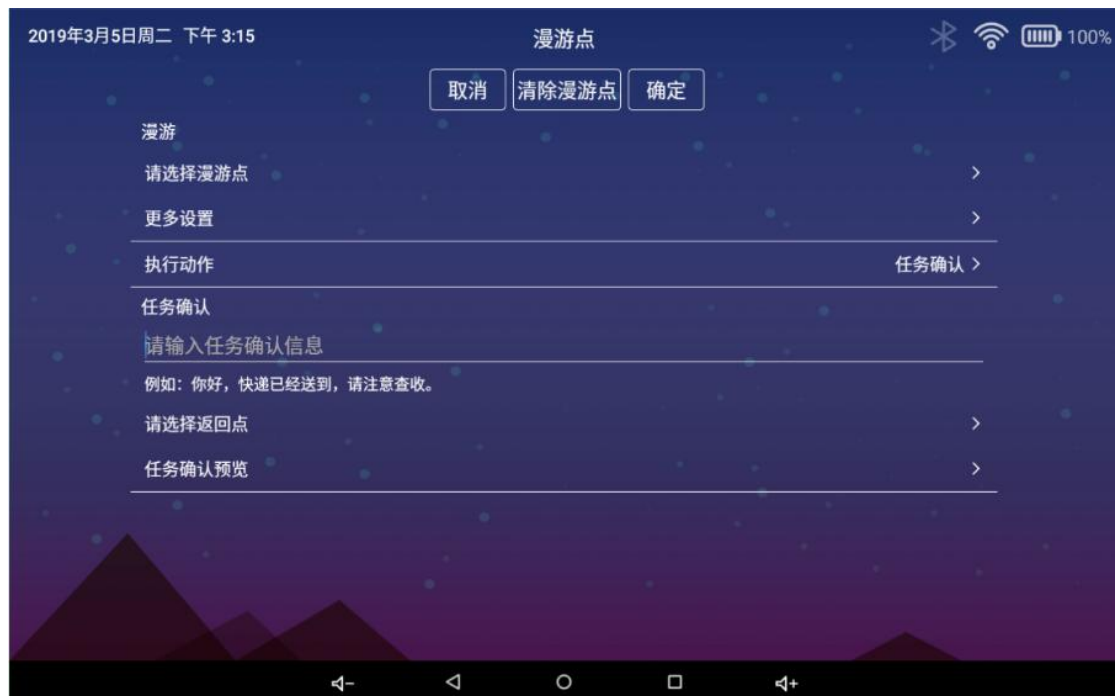 2019年3月5日周二 下午 3:15 漫游点 100%
取消 清除漫游点 确定
漫游
请选择漫游点
更多设置
执行动作 任务确认
任务确认
请输入任务确认信息
例如：你好，快递已经送到，请注意查收。
请选择返回点
任务确认预览